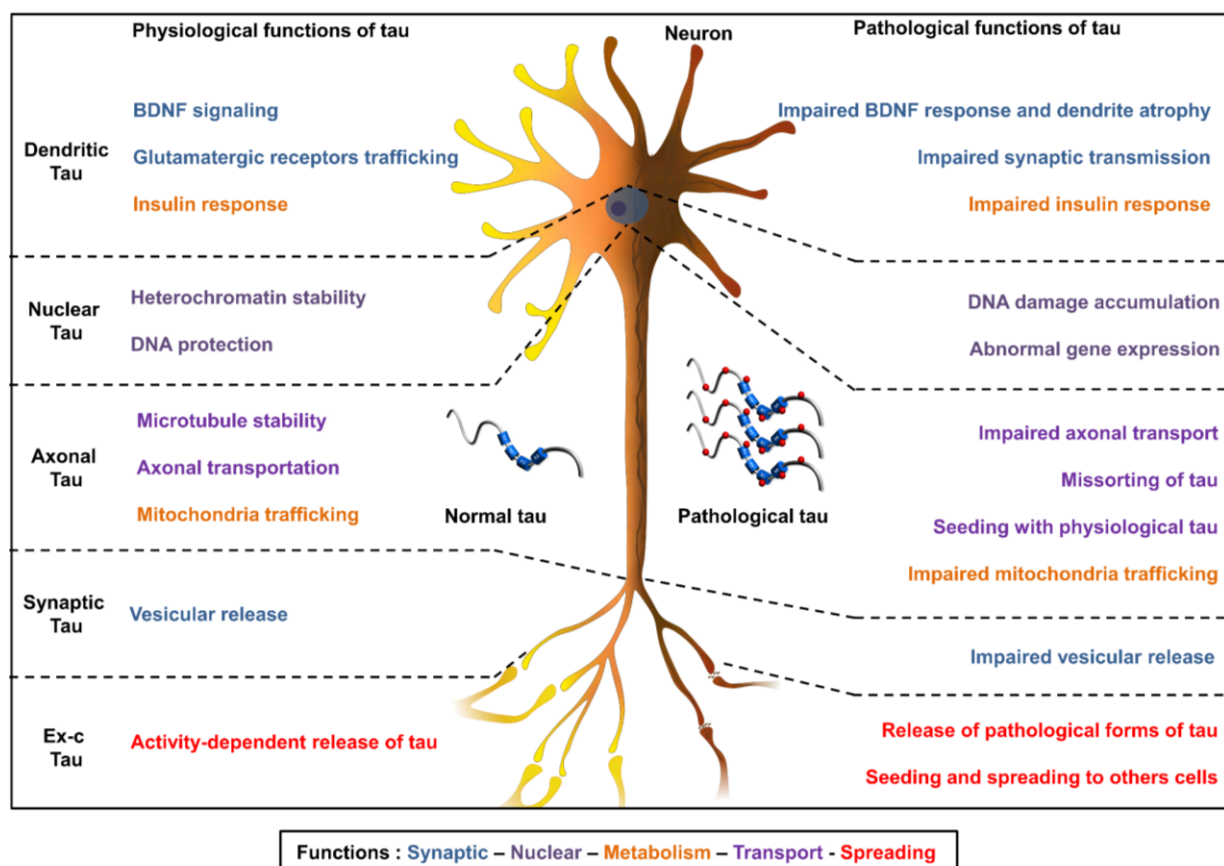 Physiological functions of tau
Neuron
Pathological functions of tau
Dendritic
Tau
BDNF signaling
Glutamatergic receptors trafficking
Insulin response
Impaired BDNF response and dendrite atrophy
Impaired synaptic transmission
Impaired insulin response
Nuclear
Tau
Heterochromatin stability
DNA protection
DNA damage accumulation
Abnormal gene expression
Axonal
Tau
Microtubule stability
Axonal transportation
Mitochondria trafficking
Normal tau
Pathological tau
Impaired axonal transport
Missorting of tau
Seeding with physiological tau
Impaired mitochondria trafficking
Synaptic
Tau
Vesicular release
Impaired vesicular release
Ex-c
Tau
Activity-dependent release of tau
Release of pathological forms of tau
Seeding and spreading to others cells
Functions : Synaptic – Nuclear – Metabolism – Transport - Spreading